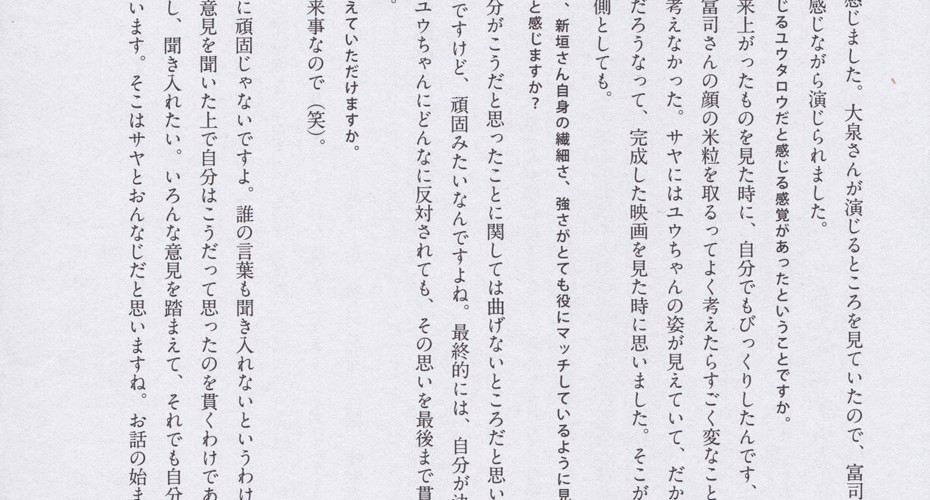 感じました。大泉さんが演じるところを見ていたので、富司
感じながら演じられました。
じるユウタロウだと感じる感覚があったということですか。
来上がったものを見た時に、自分でもびっくりしたんです、
富司さんの顔の米粒を取るってよく考えたらすごく変なこと
考えなかった。サヤにはユウちゃんの姿が見えていて、だか
だろうなって、完成した映画を見た時に思いました。そこが
側としても。
、新垣さん自身の繊細さ、強さがとても役にマッチしているように見
と感じますか?
分がこうだと思ったことに関しては曲げないところだと思い
ですけど、頑固みたいなんですよね。最終的には、自分が決
ユウちゃんにどんなに反対されても、その思いを最後まで貫
。
えていただけますか。
来事なので(笑)。
に頑固じゃないですよ。誰の言葉も聞き入れないというわけ
意見を聞いた上で自分はこうだって思ったのを貫くわけであ
し、聞き入れたい。いろんな意見を踏まえて、それでも自分
います。そこはサヤとおんなじだと思いますね。お話の始ま